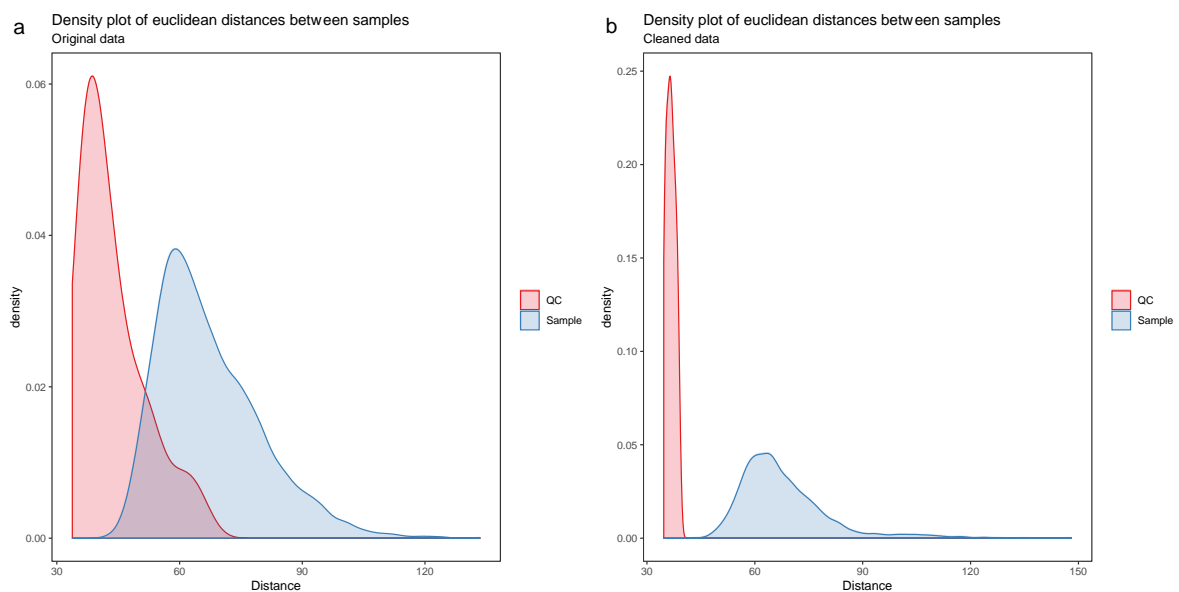 a
Density plot of euclidean distances between samples
Original data
0.06
0.04
0.02
0.00
density
30
60
90
120
Distance
QC
Sample
b
Density plot of euclidean distances between samples
Cleaned data
0.25
0.20
0.15
0.10
0.05
0.00
density
30
60
90
120
150
Distance
QC
Sample